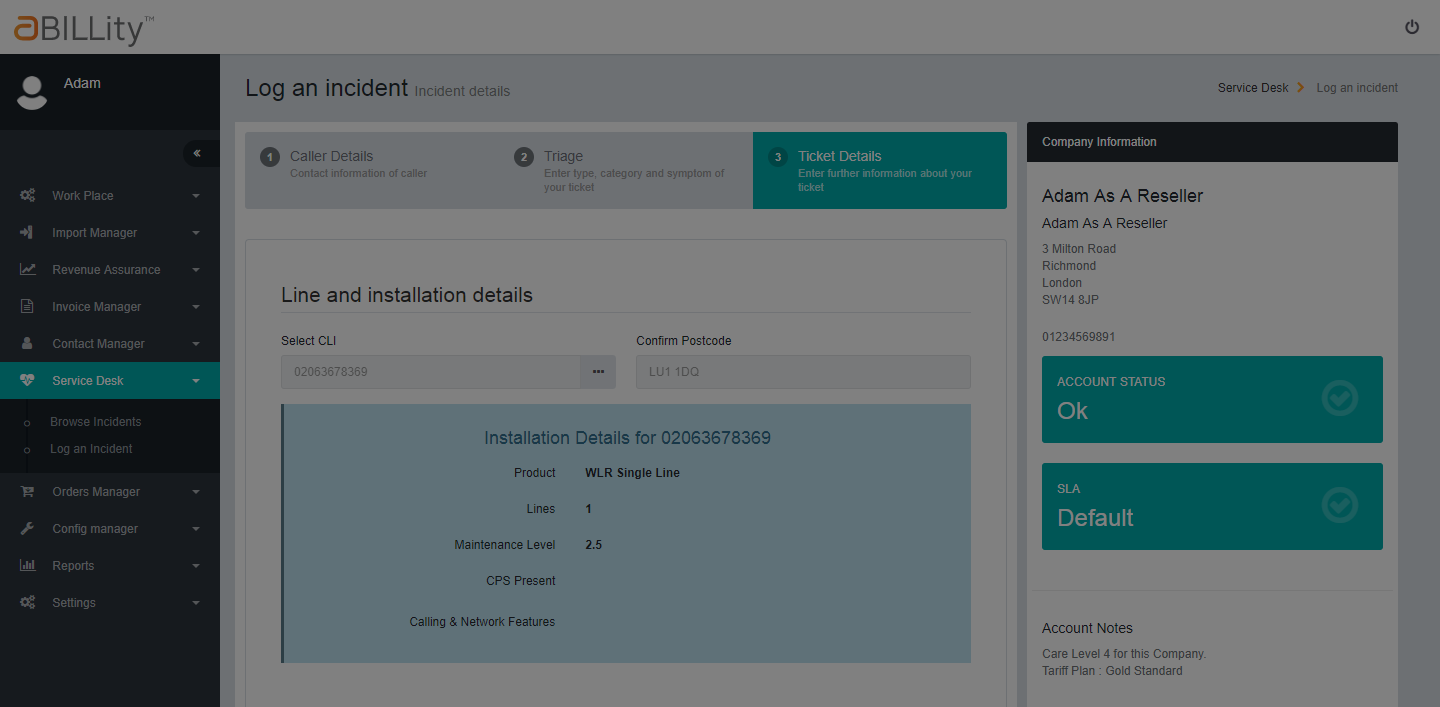 aBILLity™
Adam
Work Place
Import Manager
Revenue Assurance
Invoice Manager
Contact Manager
Service Desk
Browse Incidents
Log an Incident
Orders Manager
Config manager
Reports
Settings
Log an incident Incident details
Service Desk Log an incident
1 Caller Details
Contact information of caller
2 Triage
Enter type, category and symptom of
your ticket
3 Ticket Details
Enter further information about your
ticket
Line and installation details
Select CLI
02063678369
Confirm Postcode
LU1 1DQ
Installation Details for 02063678369
Product WLR Single Line
Lines 1
Maintenance Level 2.5
CPS Present
Calling & Network Features
Company Information
Adam As A Reseller
Adam As A Reseller
3 Milton Road
Richmond
London
SW14 8JP
01234569891
ACCOUNT STATUS
Ok
SLA
Default
Account Notes
Care Level 4 for this Company.
Tariff Plan : Gold Standard